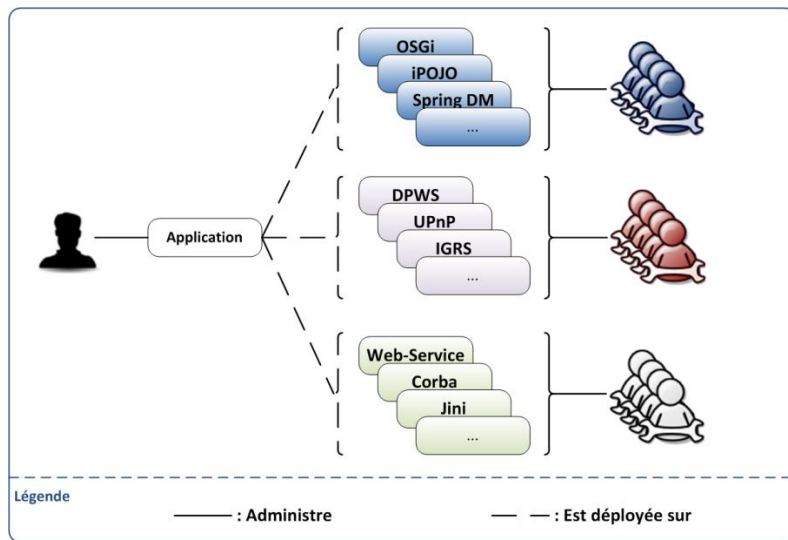 OSGi
iPOJO
Spring DM
...
DPWS
UPnP
IGRS
...
Application
Web-Service
Corba
Jini
...
Légende
: Administre
: Est déployée sur